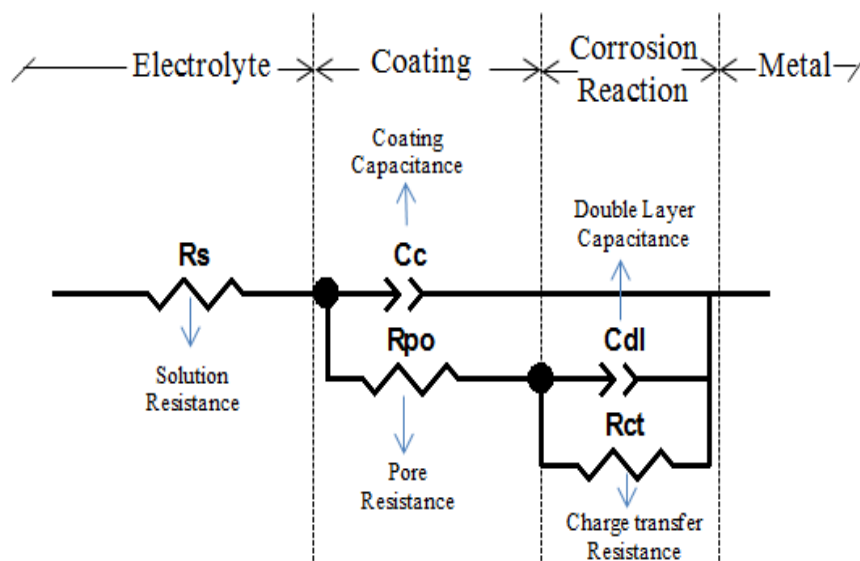 Electrolyte
Coating
Corrosion
Reaction
Metal
Coating
Capacitance
Double Layer
Capacitance
Rs
Cc
Rpo
Cdl
Solution
Resistance
Rct
Pore
Resistance
Charge transfer
Resistance